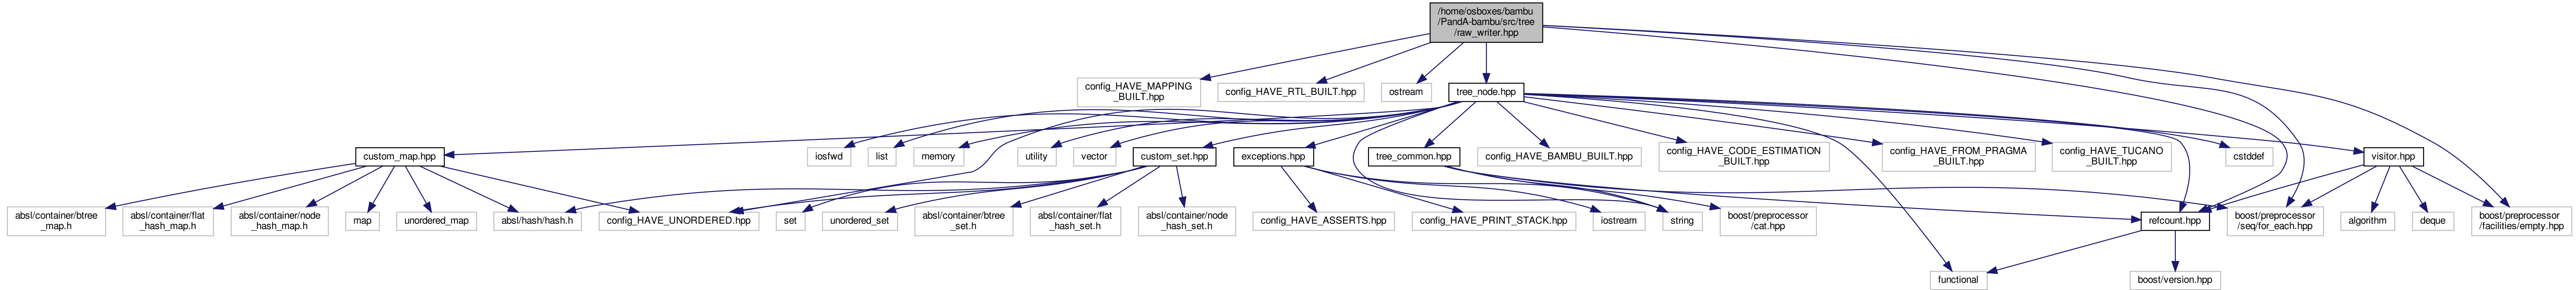 /home/osboxes/bambu
/PandA-bambu/src/tree
/raw_writer.hpp
config_HAVE_MAPPING
_BUILT.hpp
config_HAVE_RTL_BUILT.hpp
ostream
tree_node.hpp
custom_map.hpp
iosfwd
list
memory
utility
vector
custom_set.hpp
exceptions.hpp
tree_common.hpp
config_HAVE_BAMBU_BUILT.hpp
config_HAVE_CODE_ESTIMATION
_BUILT.hpp
config_HAVE_FROM_PRAGMA
_BUILT.hpp
config_HAVE_TUCANO
_BUILT.hpp
cstddef
visitor.hpp
absl/container/btree
_map.h
absl/container/flat
_hash_map.h
absl/container/node
_hash_map.h
map
unordered_map
absl/hash/hash.h
config_HAVE_UNORDERED.hpp
set
unordered_set
absl/container/btree
_set.h
absl/container/flat
_hash_set.h
absl/container/node
_hash_set.h
config_HAVE_ASSERTS.hpp
config_HAVE_PRINT_STACK.hpp
iostream
string
boost/preprocessor
/cat.hpp
refcount.hpp
boost/preprocessor
/seq/for_each.hpp
algorithm
deque
boost/preprocessor
/facilities/empty.hpp
functional
boost/version.hpp